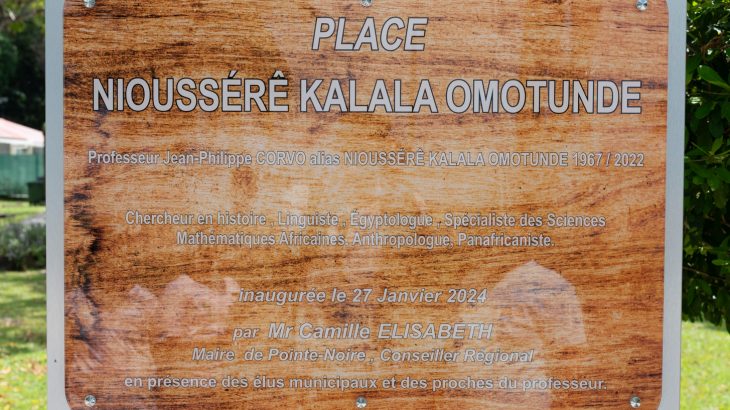 PLACE
NIOUSSÉRÊ KALALA OMOTUNDE
Professeur Jean-Philippe CORVO alias NIOUSSÉRÊ KALALA OMOTUNDE 1967 / 2022
Chercheur en histoire , Linguiste , Égyptologue , Spécialiste des Sciences
Mathématiques Africaines, Anthropologue, Panafricaniste.
inaugurée le 27 Janvier 2024
par Mr Camille ELISABETH
Maire de Pointe-Noire , Conseiller Régional
en présence des élus municipaux et des proches du professeur.